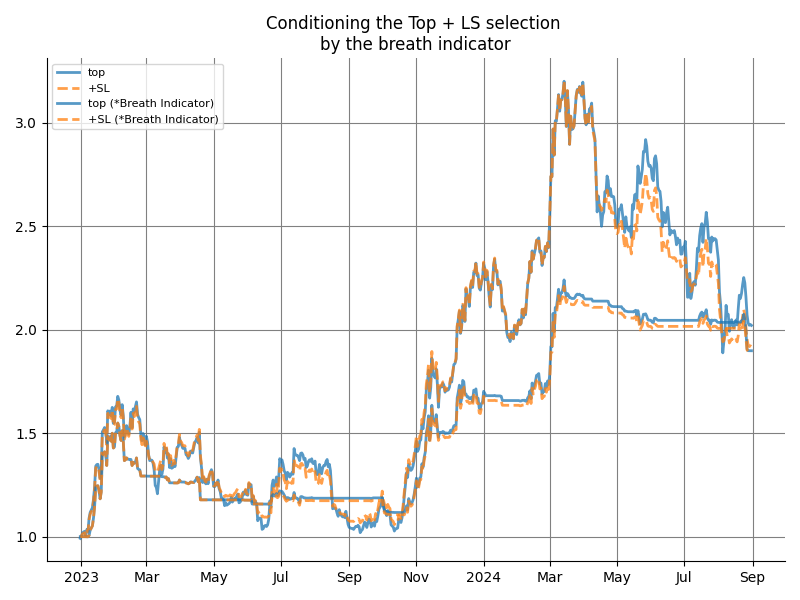 Conditioning the Top + LS selection
by the breath indicator
top
+SL
top (*Breath Indicator)
+SL (*Breath Indicator)
3.0
2.5
2.0
1.5
1.0
2023 Mar May Jul Sep Nov 2024 Mar May Jul Sep